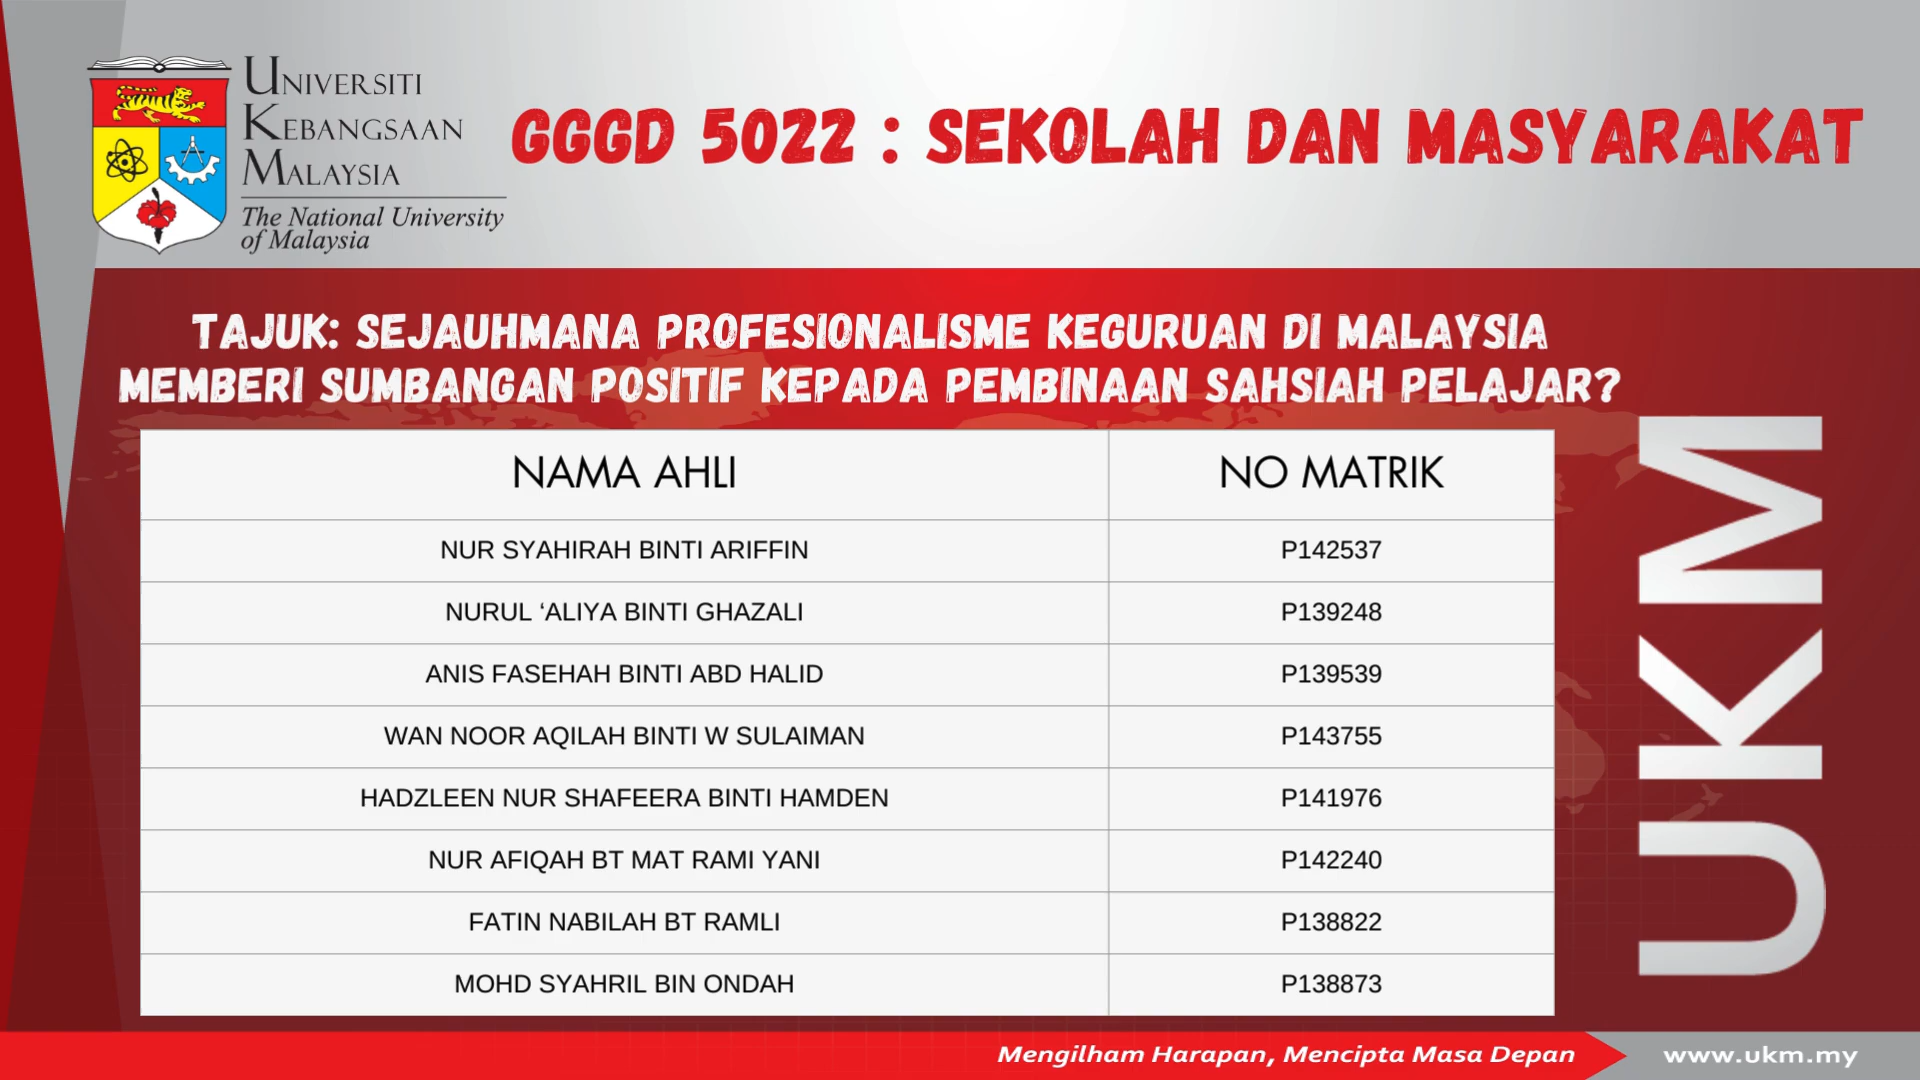 UNIVERSITI
KEBANGSAAN
MALAYSIA
The National University
of Malaysia
GGGD 5022 : SEKOLAH DAN MASYARAKAT
TAJUK: SEJAUHMANA PROFESIONALISME KEGURUAN DI MALAYSIA
MEMBERI SUMBANGAN POSITIF KEPADA PEMBINAAN SAHSIAH PELAJAR?
NAMA AHLI NO MATRIK
NUR SYAHIRAH BINTI ARIFFIN P142537
NURUL ‘ALIYA BINTI GHAZALI P139248
ANIS FASEHAH BINTI ABD HALID P139539
WAN NOOR AQILAH BINTI W SULAIMAN P143755
HADZLEEN NUR SHAFEERA BINTI HAMDEN P141976
NUR AFIQAH BT MAT RAMI YANI P142240
FATIN NABILAH BT RAMLI P138822
MOHD SYAHRIL BIN ONDAH P138873
UKM
Mengilham Harapan, Mencipta Masa Depan
www.ukm.my